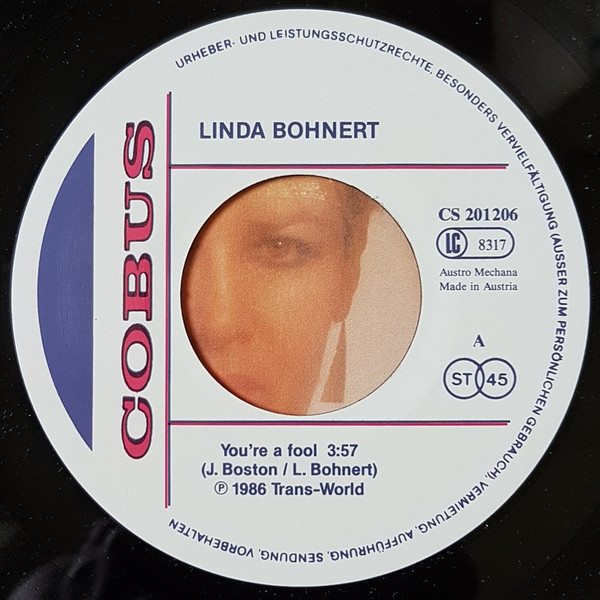 URHEBER- UND LEISTUNGSSCHUTZRECHTE, BESONDERS VERVIELFÄLTIGUNG (AUSSER ZUM PERSÖNLICHEN GEBRAUCH), VERMIETUNG, AUFFÜHRUNG, SENDUNG, VORBEHALTEN
COBUS
LINDA BOHNERT
CS 201206
LC 8317
Austro Mechana
Made in Austria
A
ST 45
You're a fool 3:57
(J. Boston / L. Bohnert)
℗ 1986 Trans-World